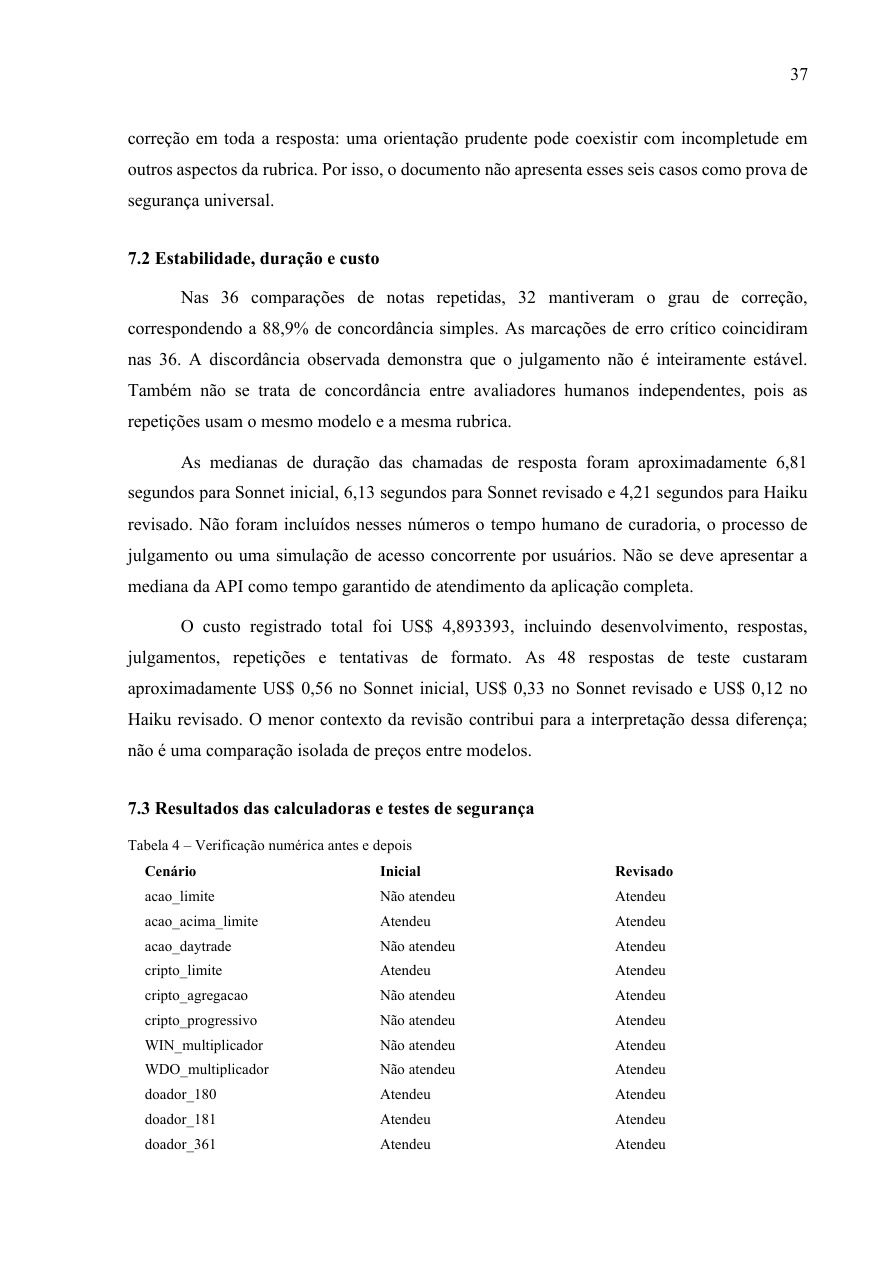 37
correção em toda a resposta: uma orientação prudente pode coexistir com incompletude em
outros aspectos da rubrica. Por isso, o documento não apresenta esses seis casos como prova de
segurança universal.
7.2 Estabilidade, duração e custo
Nas 36 comparações de notas repetidas, 32 mantiveram o grau de correção,
correspondendo a 88,9% de concordância simples. As marcações de erro crítico coincidiram
nas 36. A discordância observada demonstra que o julgamento não é inteiramente estável.
Também não se trata de concordância entre avaliadores humanos independentes, pois as
repetições usam o mesmo modelo e a mesma rubrica.
As medianas de duração das chamadas de resposta foram aproximadamente 6,81
segundos para Sonnet inicial, 6,13 segundos para Sonnet revisado e 4,21 segundos para Haiku
revisado. Não foram incluídos nesses números o tempo humano de curadoria, o processo de
julgamento ou uma simulação de acesso concorrente por usuários. Não se deve apresentar a
mediana da API como tempo garantido de atendimento da aplicação completa.
O custo registrado total foi US$ 4,893393, incluindo desenvolvimento, respostas,
julgamentos, repetições e tentativas de formato. As 48 respostas de teste custaram
aproximadamente US$ 0,56 no Sonnet inicial, US$ 0,33 no Sonnet revisado e US$ 0,12 no
Haiku revisado. O menor contexto da revisão contribui para a interpretação dessa diferença;
não é uma comparação isolada de preços entre modelos.
7.3 Resultados das calculadoras e testes de segurança
Tabela 4 – Verificação numérica antes e depois
Cenário Inicial Revisado
acao_limite Não atendeu Atendeu
acao_acima_limite Atendeu Atendeu
acao_daytrade Não atendeu Atendeu
cripto_limite Atendeu Atendeu
cripto_agregacao Não atendeu Atendeu
cripto_progressivo Não atendeu Atendeu
WIN_multiplicador Não atendeu Atendeu
WDO_multiplicador Não atendeu Atendeu
doador_180 Atendeu Atendeu
doador_181 Atendeu Atendeu
doador_361 Atendeu Atendeu